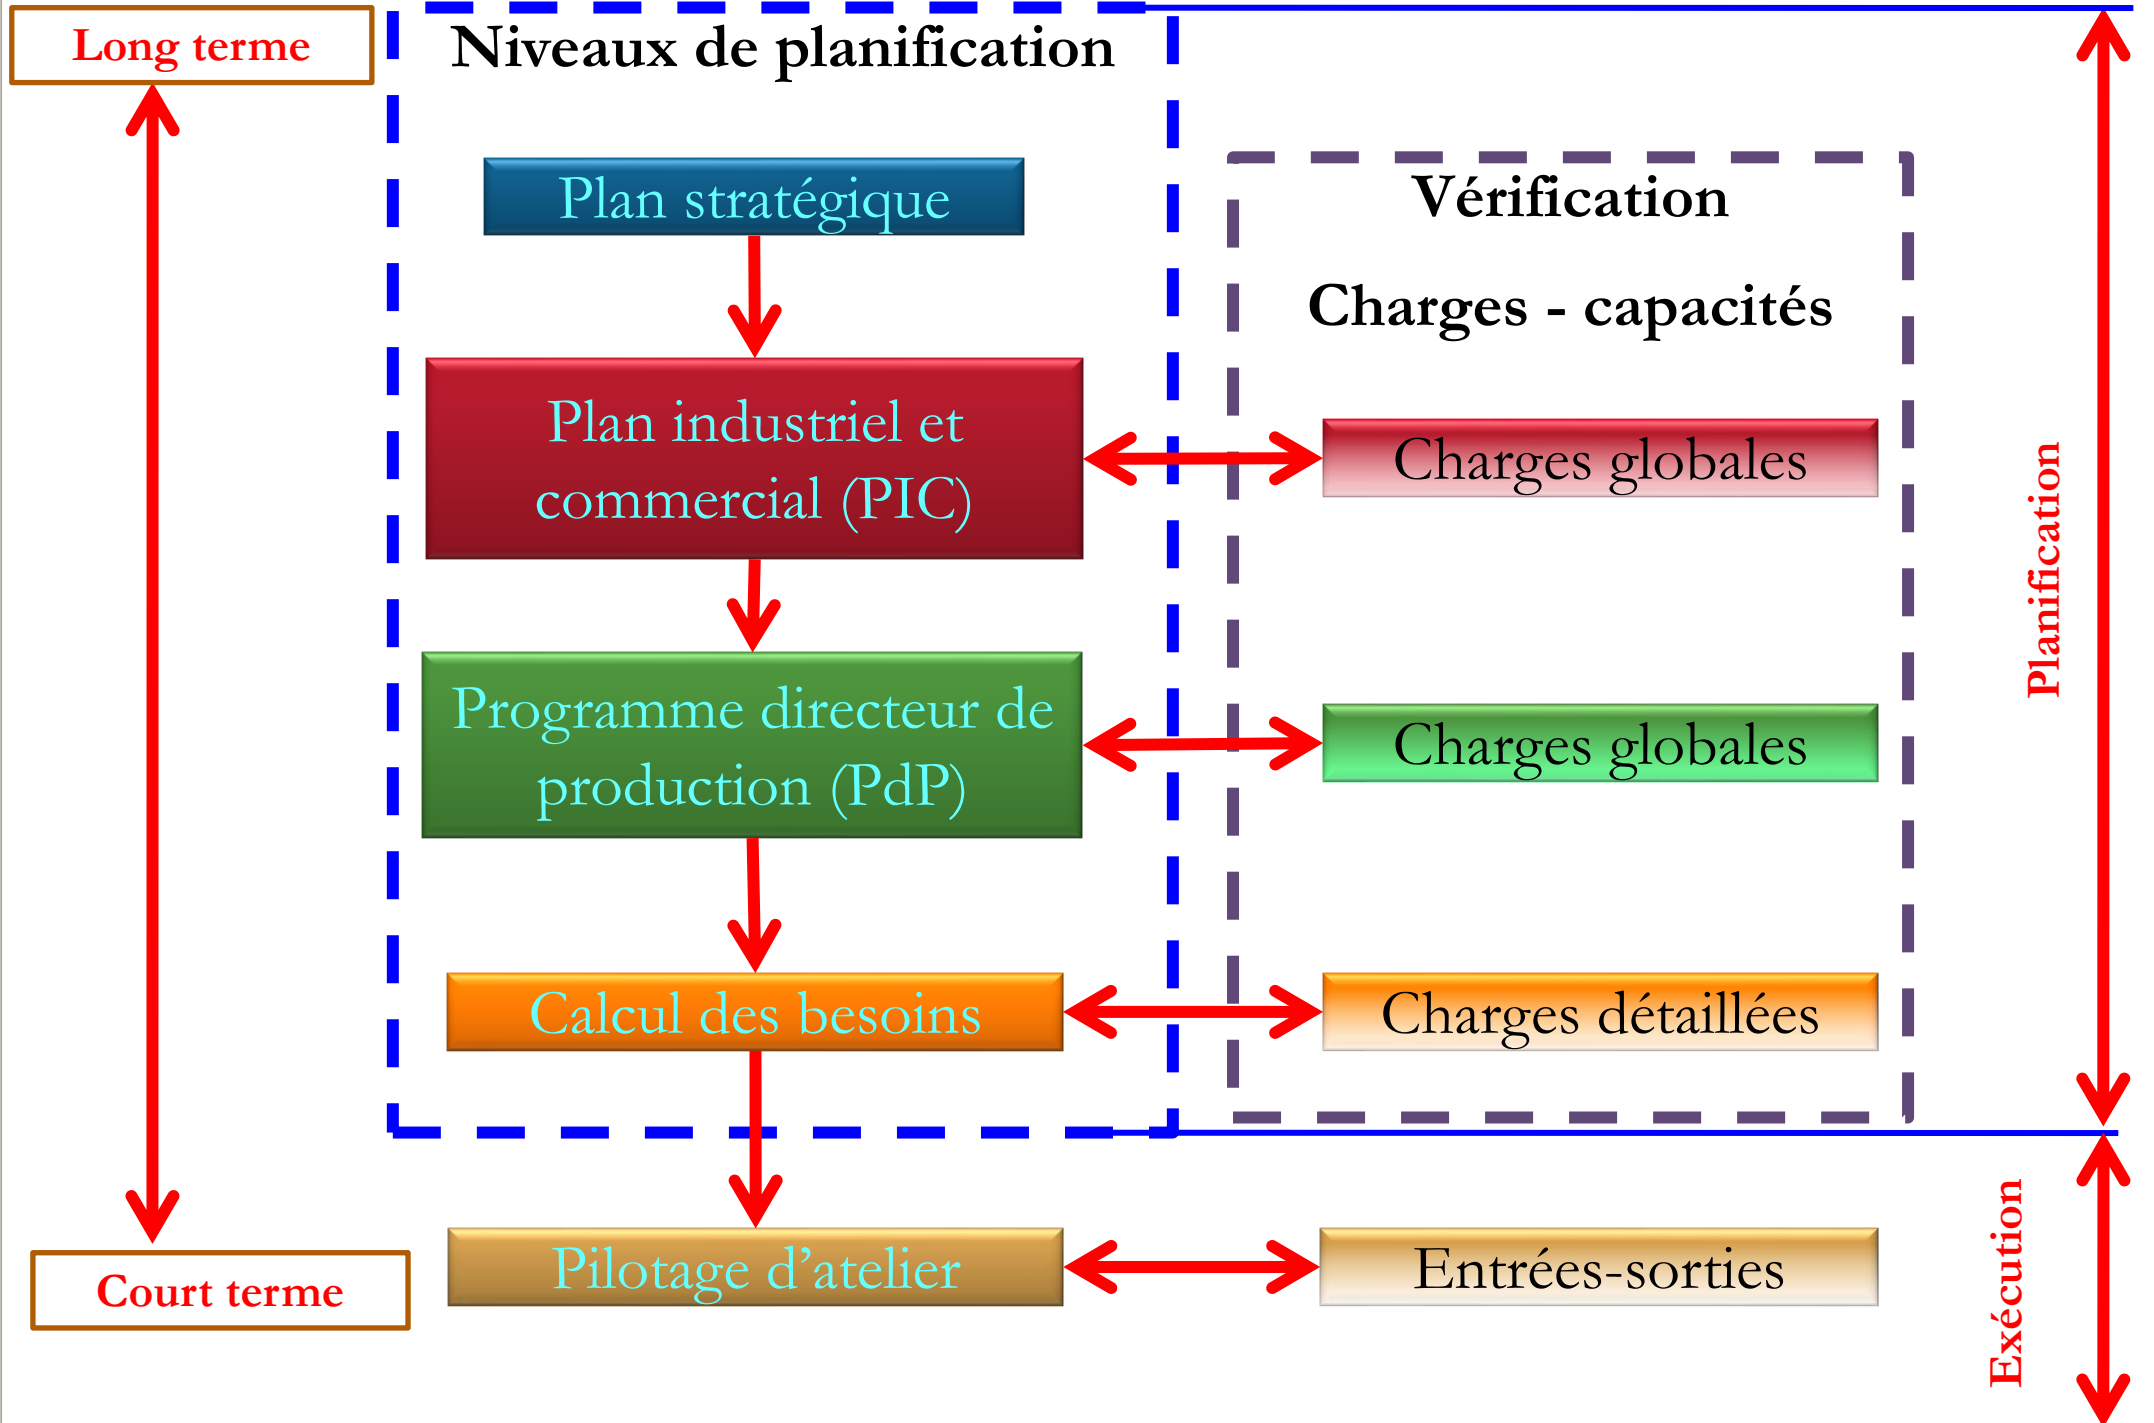 Long terme
Niveaux de planification
Plan stratégique
Vérification
Charges - capacités
Plan industriel et
commercial (PIC)
Charges globales
Programme directeur de
production (PdP)
Charges globales
Planification
Calcul des besoins
Charges détaillées
Pilotage d’atelier
Entrées-sorties
Court terme
Exécution